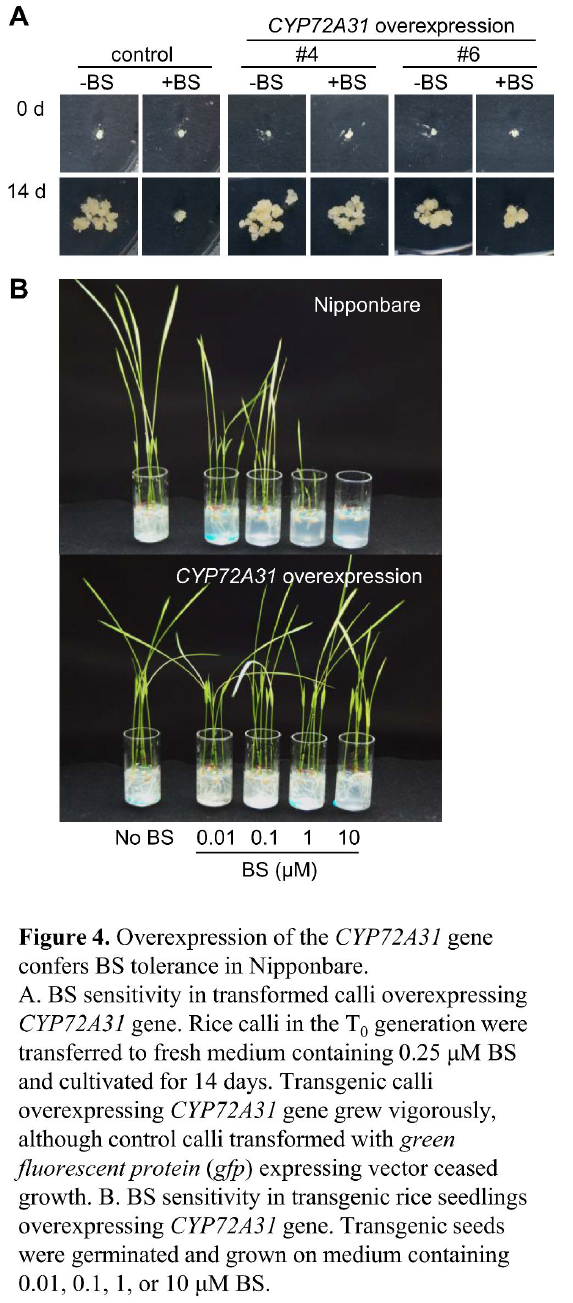 A
CYP72A31 overexpression
control #4 #6
-BS +BS -BS +BS -BS +BS
0 d
14 d
B
Nipponbare
CYP72A31 overexpression
No BS 0.01 0.1 1 10
BS (µM)
Figure 4. Overexpression of the CYP72A31 gene
confers BS tolerance in Nipponbare.
A. BS sensitivity in transformed calli overexpressing
CYP72A31 gene. Rice calli in the T0 generation were
transferred to fresh medium containing 0.25 µM BS
and cultivated for 14 days. Transgenic calli
overexpressing CYP72A31 gene grew vigorously,
although control calli transformed with green
fluorescent protein (gfp) expressing vector ceased
growth. B. BS sensitivity in transgenic rice seedlings
overexpressing CYP72A31 gene. Transgenic seeds
were germinated and grown on medium containing
0.01, 0.1, 1, or 10 µM BS.